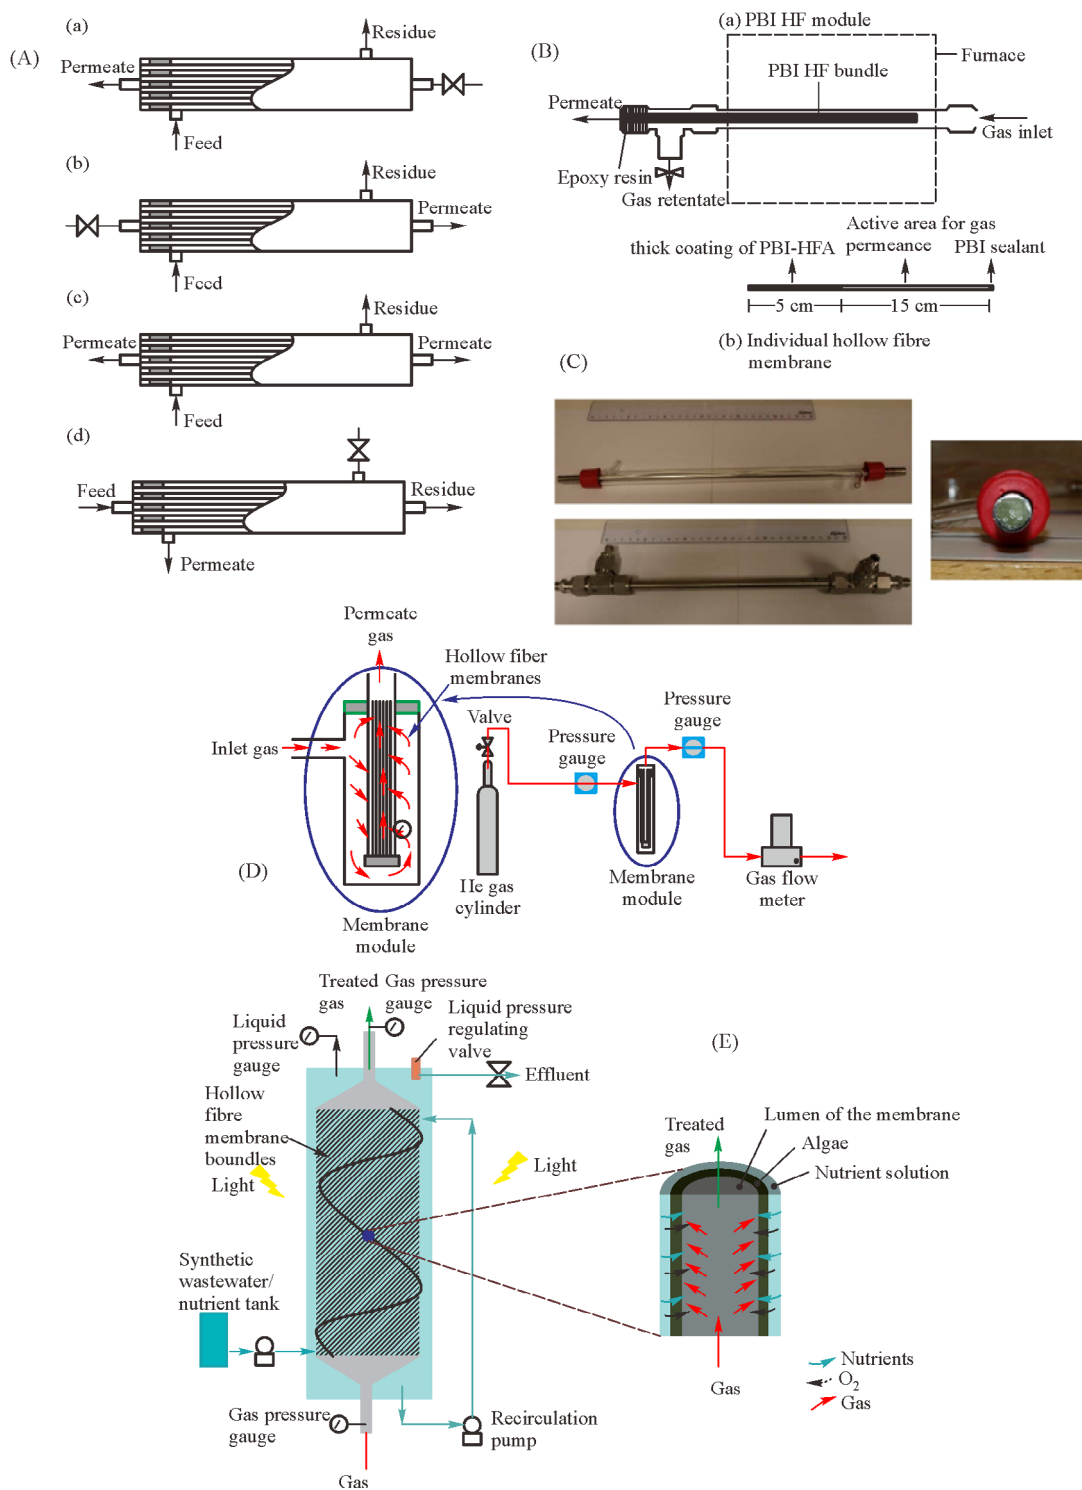 (A)
(a)
Residue
Permeate
Feed
(b)
Residue
Permeate
Feed
(c)
Residue
Permeate
Permeate
Feed
(d)
Feed
Residue
Permeate
(B)
(a) PBI HF module
Furnace
PBI HF bundle
Permeate
Gas inlet
Epoxy resin
Gas retentate
Active area for gas
permeance
thick coating of PBI-HFA
PBI sealant
5 cm
15 cm
(b) Individual hollow fibre
membrane
(C)
Permeate
gas
Hollow fiber
membranes
Inlet gas
Valve
Pressure
gauge
Pressure
gauge
(D)
He gas
cylinder
Membrane
module
Gas flow
meter
Membrane
module
Treated
gas
Gas pressure
gauge
Liquid pressure
regulating
valve
Liquid
pressure
gauge
Effluent
(E)
Hollow
fibre
membrane
boundles
Light
Light
Treated
gas
Lumen of the membrane
Algae
Nutrient solution
Synthetic
wastewater/
nutrient tank
Gas pressure
gauge
Recirculation
pump
Gas
Gas
Nutrients
O2
Gas